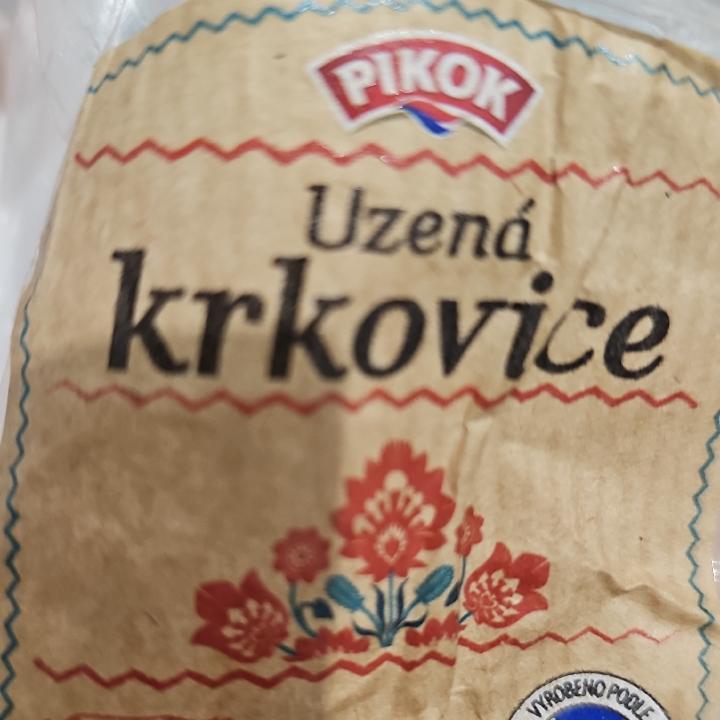 PIKOK
Uzená
krkovice
VYROBENO PODLE